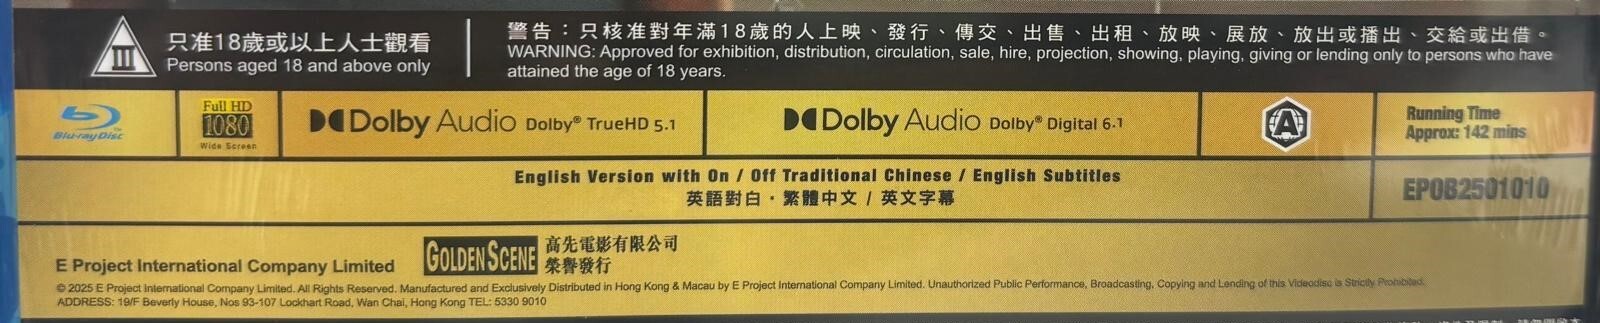 III
只准18歲或以上人士觀看
Persons aged 18 and above only
警告：只核准對年滿18歲的人上映、發行、傳交、出售、出租、放映、展放、放出或播出、交給或出借。
WARNING: Approved for exhibition, distribution, circulation, sale, hire, projection, showing, playing, giving or lending only to persons who have
attained the age of 18 years.
Blu-ray Disc™
Full HD
1080
Wide Screen
Dolby Audio Dolby® TrueHD 5.1
Dolby Audio Dolby® Digital 6.1
A
Running Time
Approx: 142 mins
English Version with On / Off Traditional Chinese / English Subtitles
英語對白·繁體中文 / 英文字幕
EPOB2501010
E Project International Company Limited
GOLDEN SCENE
高先電影有限公司
榮譽發行
© 2025 E Project International Company Limited. All Rights Reserved. Manufactured and Exclusively Distributed in Hong Kong & Macau by E Project International Company Limited. Unauthorized Public Performance, Broadcasting, Copying and Lending of this Videodisc is Strictly Prohibited.
ADDRESS: 19/F Beverly House, Nos 93-107 Lockhart Road, Wan Chai, Hong Kong TEL: 5330 9010